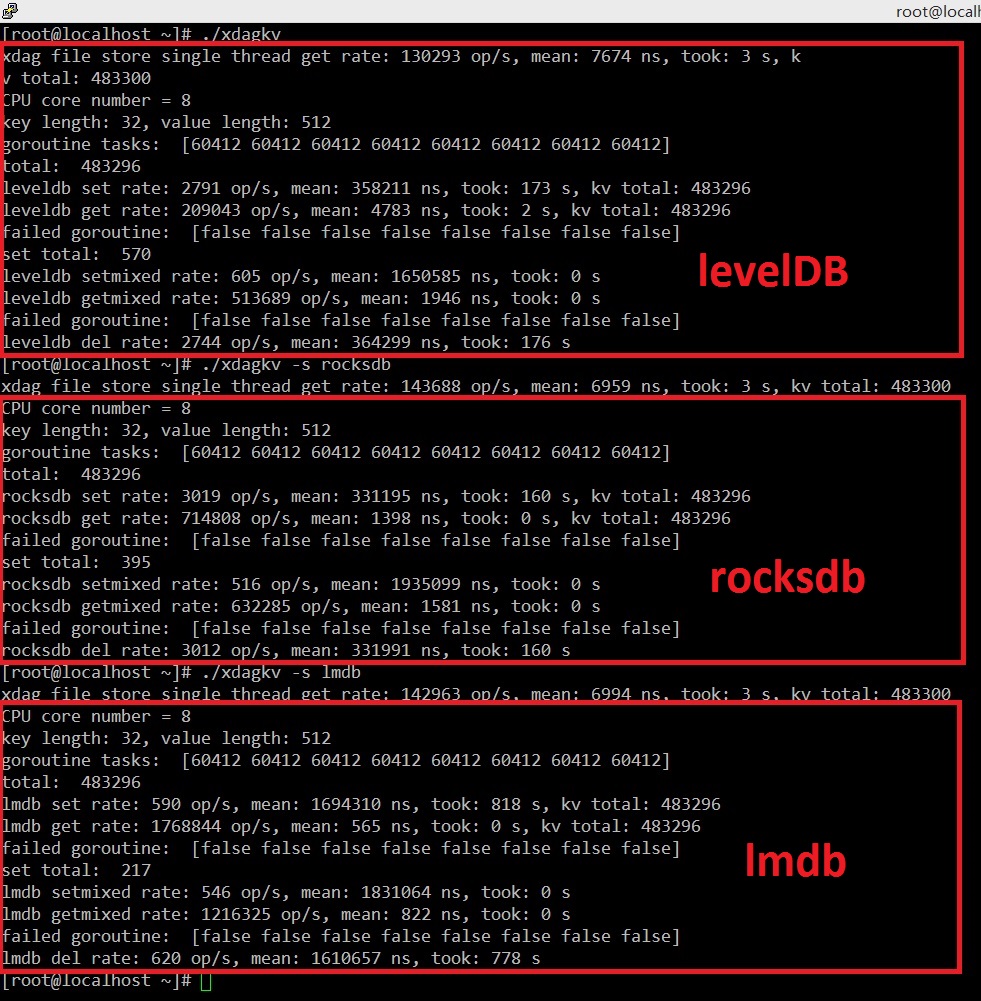 root@local
[root@localhost ~]# ./xdagkv
xdag file store single thread get rate: 130293 op/s, mean: 7674 ns, took: 3 s, k
v total: 483300
CPU core number = 8
key length: 32, value length: 512
goroutine tasks:  [60412 60412 60412 60412 60412 60412 60412 60412]
total:  483296
leveldb set rate: 2791 op/s, mean: 358211 ns, took: 173 s, kv total: 483296
leveldb get rate: 209043 op/s, mean: 4783 ns, took: 2 s, kv total: 483296
failed goroutine:  [false false false false false false false false]
set total:  570
leveldb setmixed rate: 605 op/s, mean: 1650585 ns, took: 0 s
leveldb getmixed rate: 513689 op/s, mean: 1946 ns, took: 0 s
failed goroutine:  [false false false false false false false false]
leveldb del rate: 2744 op/s, mean: 364299 ns, took: 176 s
levelDB
[root@localhost ~]# ./xdagkv -s rocksdb
xdag file store single thread get rate: 143688 op/s, mean: 6959 ns, took: 3 s, kv total: 483300
CPU core number = 8
key length: 32, value length: 512
goroutine tasks:  [60412 60412 60412 60412 60412 60412 60412 60412]
total:  483296
rocksdb set rate: 3019 op/s, mean: 331195 ns, took: 160 s, kv total: 483296
rocksdb get rate: 714808 op/s, mean: 1398 ns, took: 0 s, kv total: 483296
failed goroutine:  [false false false false false false false false]
set total:  395
rocksdb setmixed rate: 516 op/s, mean: 1935099 ns, took: 0 s
rocksdb getmixed rate: 632285 op/s, mean: 1581 ns, took: 0 s
failed goroutine:  [false false false false false false false false]
rocksdb del rate: 3012 op/s, mean: 331991 ns, took: 160 s
rocksdb
[root@localhost ~]# ./xdagkv -s lmdb
xdag file store single thread get rate: 142963 op/s, mean: 6994 ns, took: 3 s, kv total: 483300
CPU core number = 8
key length: 32, value length: 512
goroutine tasks:  [60412 60412 60412 60412 60412 60412 60412 60412]
total:  483296
lmdb set rate: 590 op/s, mean: 1694310 ns, took: 818 s, kv total: 483296
lmdb get rate: 1768844 op/s, mean: 565 ns, took: 0 s, kv total: 483296
failed goroutine:  [false false false false false false false false]
set total:  217
lmdb setmixed rate: 546 op/s, mean: 1831064 ns, took: 0 s
lmdb getmixed rate: 1216325 op/s, mean: 822 ns, took: 0 s
failed goroutine:  [false false false false false false false false]
lmdb del rate: 620 op/s, mean: 1610657 ns, took: 778 s
lmdb
[root@localhost ~]#